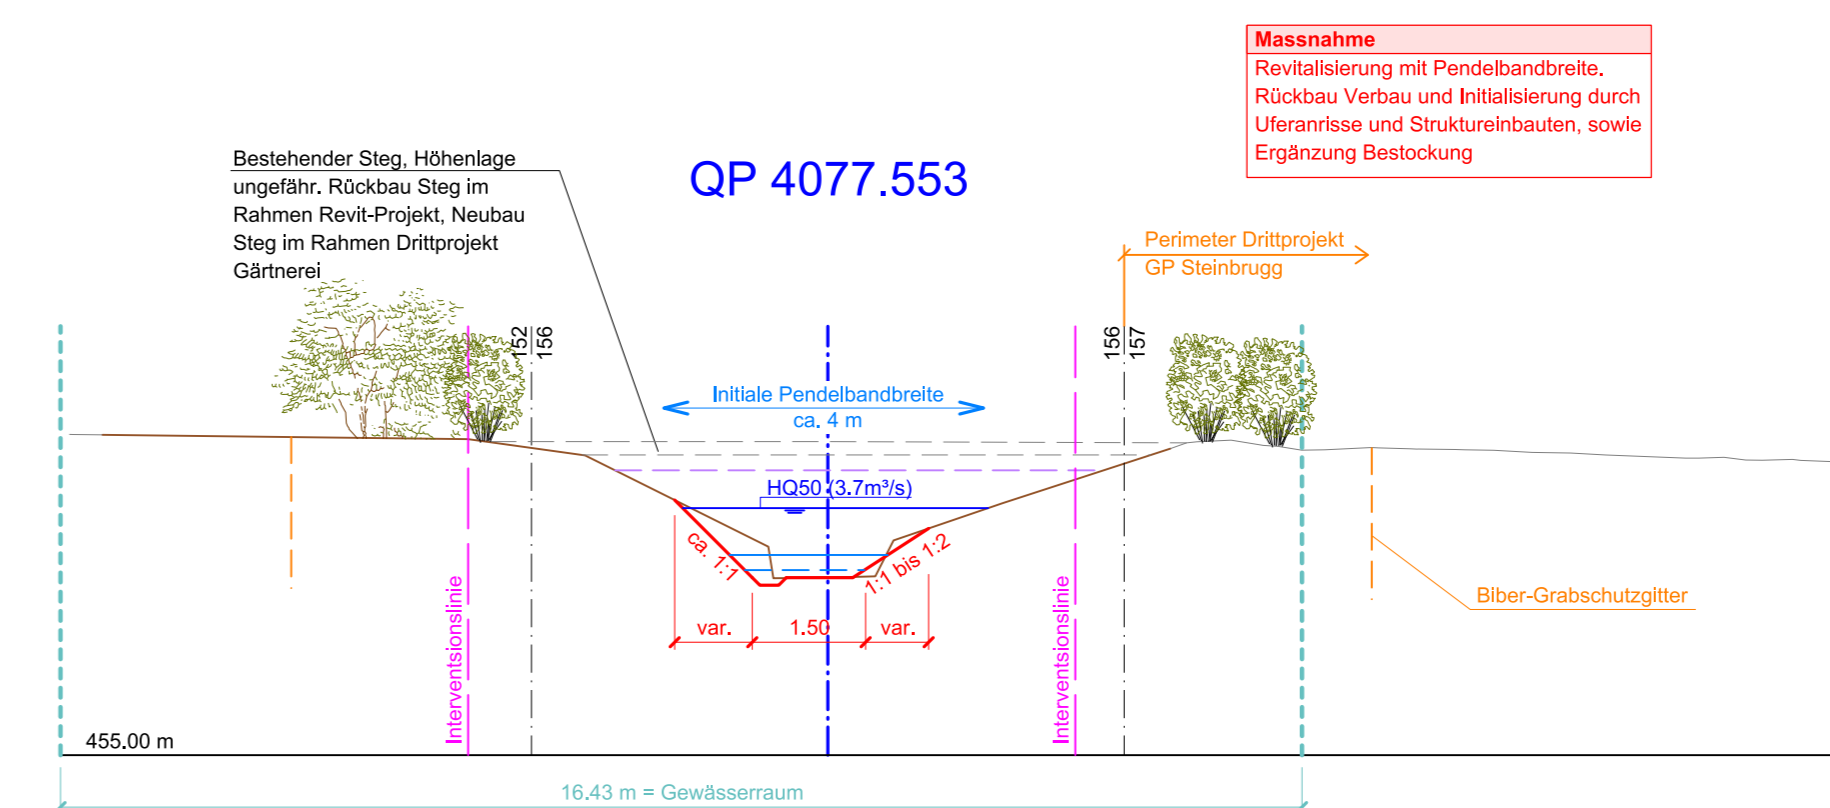 Massnahme
Revitalisierung mit Pendelbandbreite.
Rückbau Verbau und Initialisierung durch
Uferanrisse und Struktureinbauten, sowie
Ergänzung Bestockung
Bestehender Steg, Höhenlage
ungefähr. Rückbau Steg im
Rahmen Revit-Projekt, Neubau
Steg im Rahmen Drittprojekt
Gärtnerei
QP 4077.553
Perimeter Drittprojekt
GP Steinbrugg
152
156
156
157
Initiale Pendelbandbreite
ca. 4 m
HQ50 (3.7m³/s)
ca. 1:1
1:1 bis 1:2
var.
1.50
var.
Interventsionslinie
Interventsionslinie
Biber-Grabschutzgitter
455.00 m
16.43 m = Gewässerraum